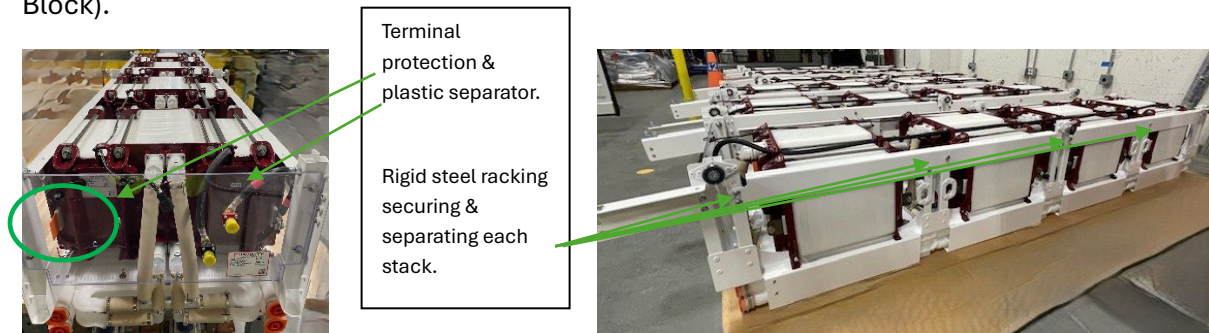 Block).
Terminal
protection &
plastic separator.
Rigid steel racking
securing &
separating each
stack.